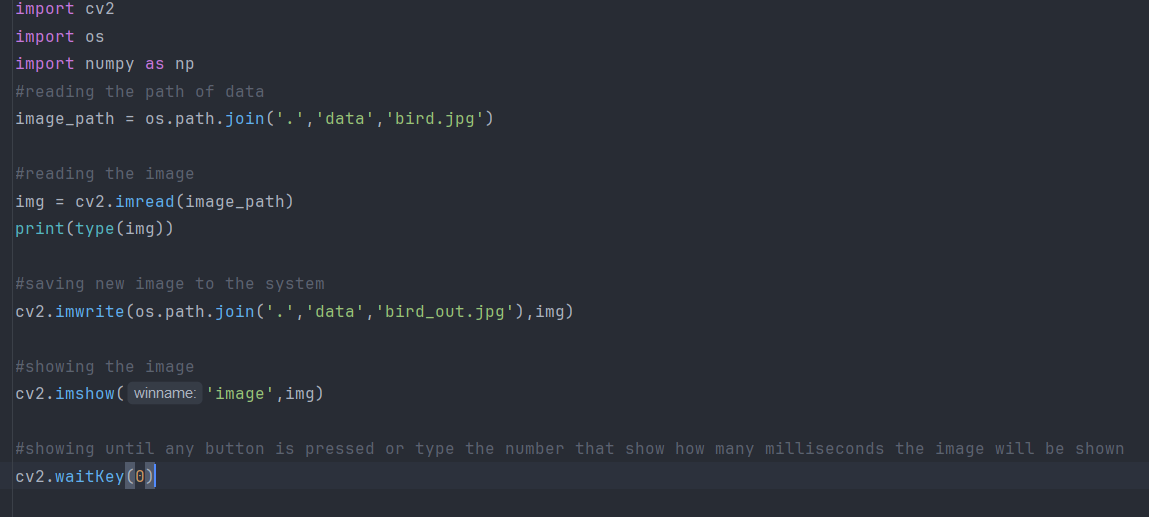 import cv2
import os
import numpy as np
#reading the path of data
image_path = os.path.join('.','data','bird.jpg')
#reading the image
img = cv2.imread(image_path)
print(type(img))
#saving new image to the system
cv2.imwrite(os.path.join('.','data','bird_out.jpg'),img)
#showing the image
cv2.imshow( winname: 'image',img)
#showing until any button is pressed or type the number that show how many milliseconds the image will be shown
cv2.waitKey(0)